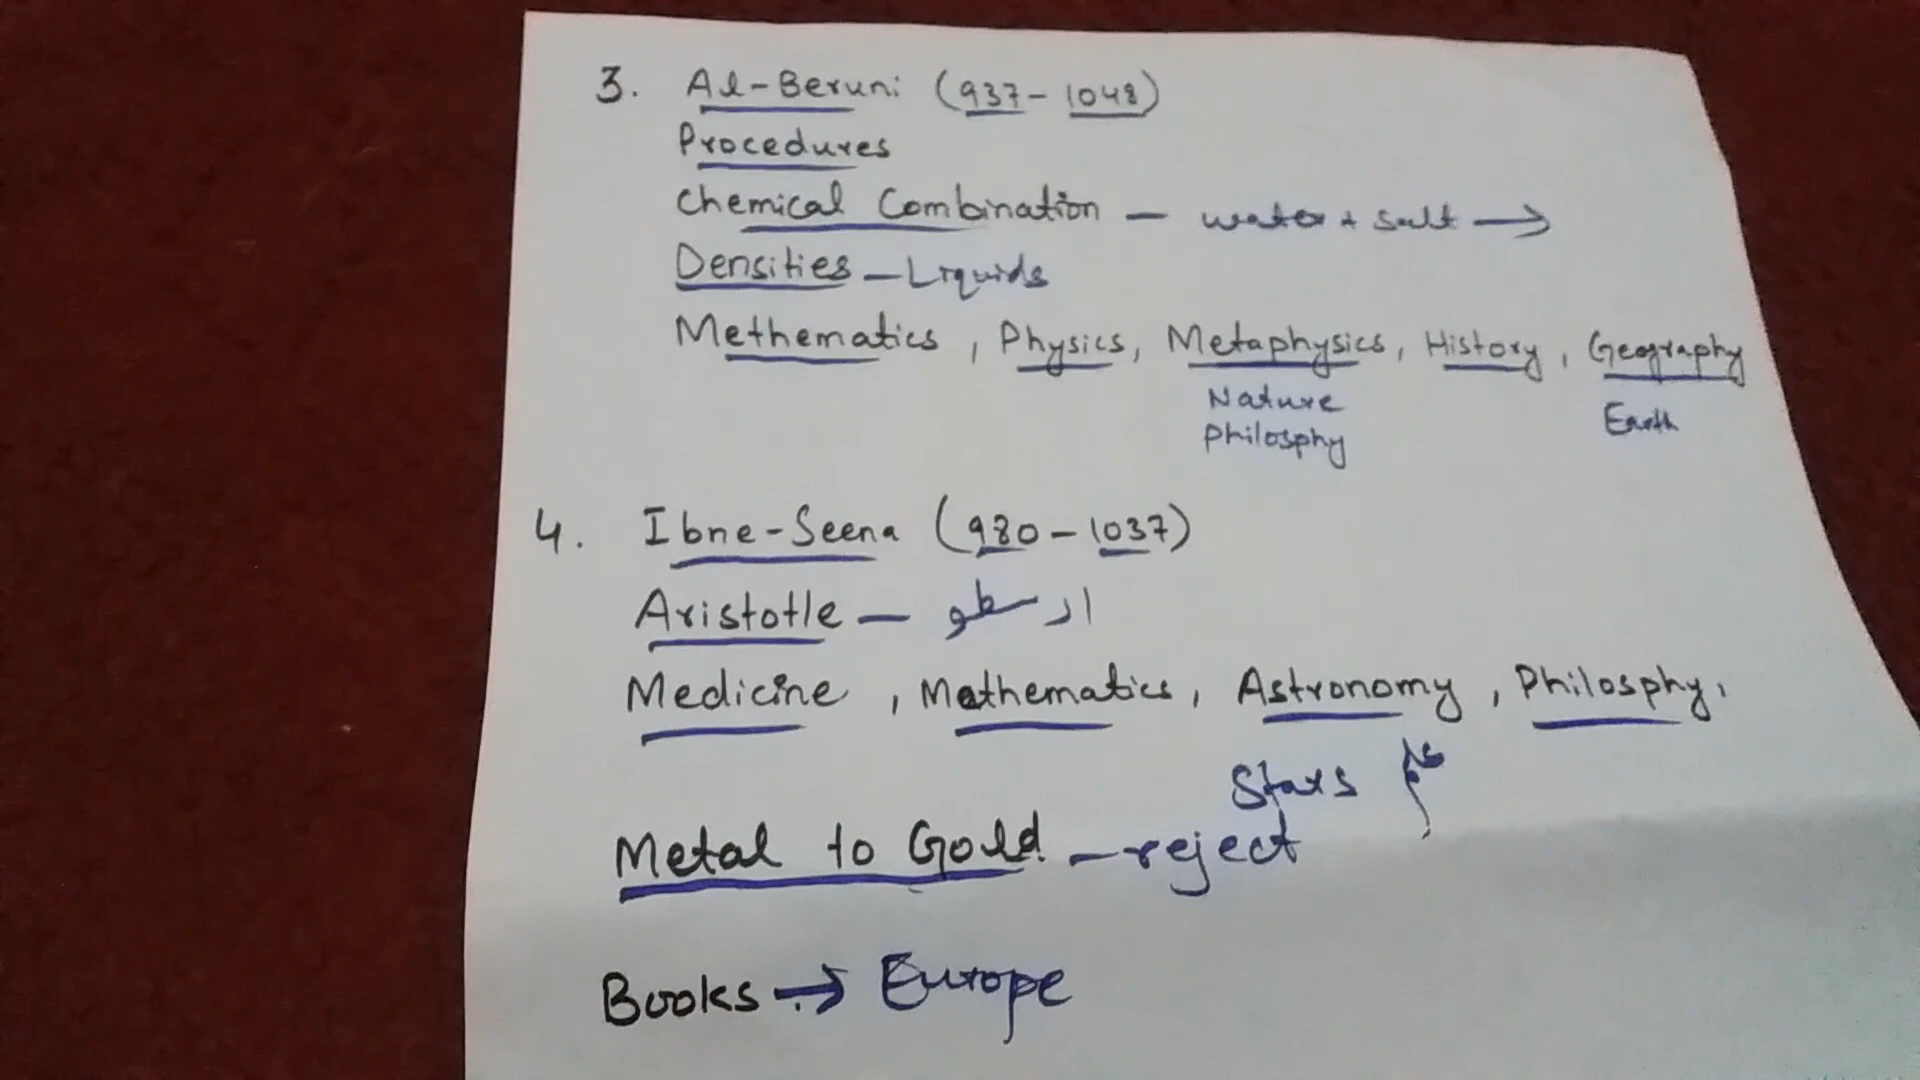 3. Al-Beruni (937-1048)
Procedures
Chemical Combination - water + salt →
Densities - Liquids
Methematics, Physics, Metaphysics, History, Geography
Nature Earth
Philosphy
4. Ibne-Seena (980-1037)
Aristotle - ارسطو
Medicine, Mathematics, Astronomy, Philosphy,
Stars
Metal to Gold - reject
Books → Europe